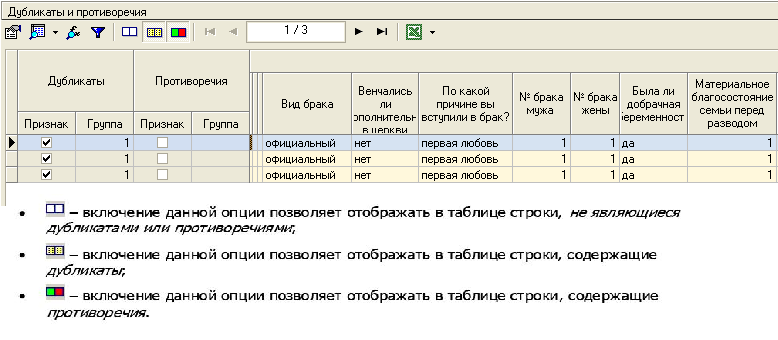 Дубликаты и противоречия
1 / 3
Дубликаты Противоречия
Вид брака
Венчались
ли
ополнительн
в церкви
По какой
причине вы
вступили в брак?
№ брака
мужа
№ брака
жены
Была ли
добрачная
беременност
Материальное
благосостояние
семьи перед
разводом
Признак Группа Признак Группа
1 официальный нет первая любовь 1 1 да 1
1 официальный нет первая любовь 1 1 да 1
1 официальный нет первая любовь 1 1 да 1
• – включение данной опции позволяет отображать в таблице строки, не являющиеся
дубликатами или противоречиями;
• – включение данной опции позволяет отображать в таблице строки, содержащие
дубликаты;
• – включение данной опции позволяет отображать в таблице строки, содержащие
противоречия.